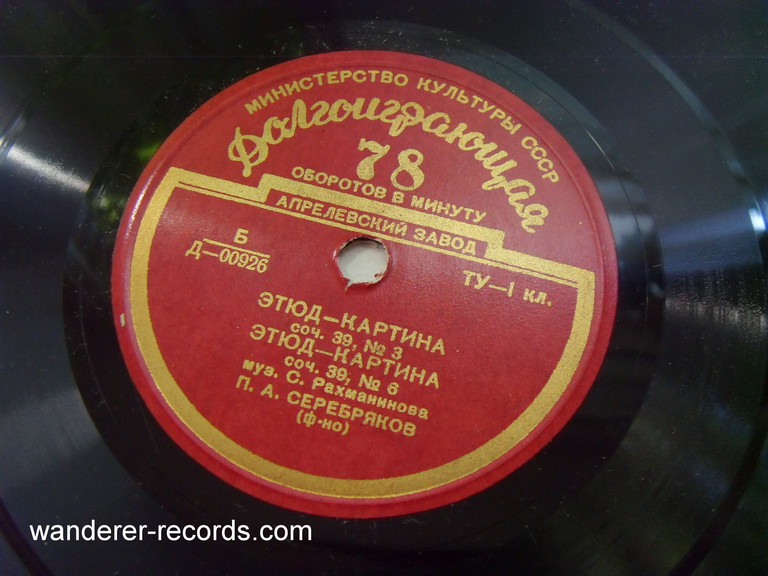 МИНИСТЕРСТВО КУЛЬТУРЫ СССР
Долгоиграющая
78
ОБОРОТОВ В МИНУТУ
АПРЕЛЕВСКИЙ ЗАВОД
Б
Д—00926
ТУ—1 кл.
ЭТЮД—КАРТИНА
соч. 39, № 3
ЭТЮД—КАРТИНА
соч. 39, № 6
муз. С. Рахманинова
П. А. СЕРЕБРЯКОВ
(ф-но)
wanderer-records.com